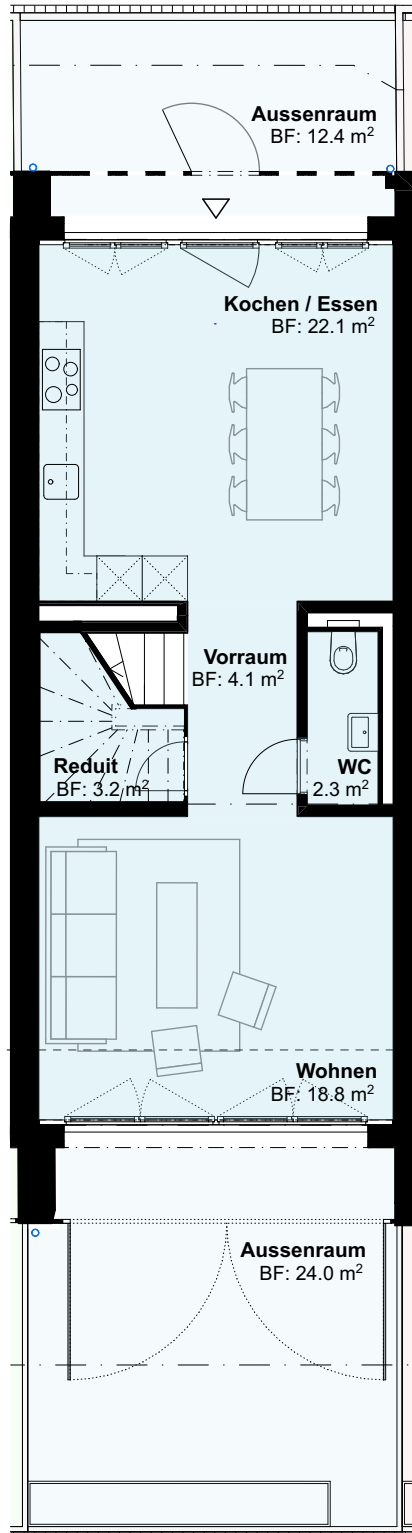 Aussenraum
BF: 12.4 m²
Kochen / Essen
BF: 22.1 m²
Vorraum
BF: 4.1 m²
Reduit
BF: 3.2 m²
WC
2.3 m²
Wohnen
BF: 18.8 m²
Aussenraum
BF: 24.0 m²